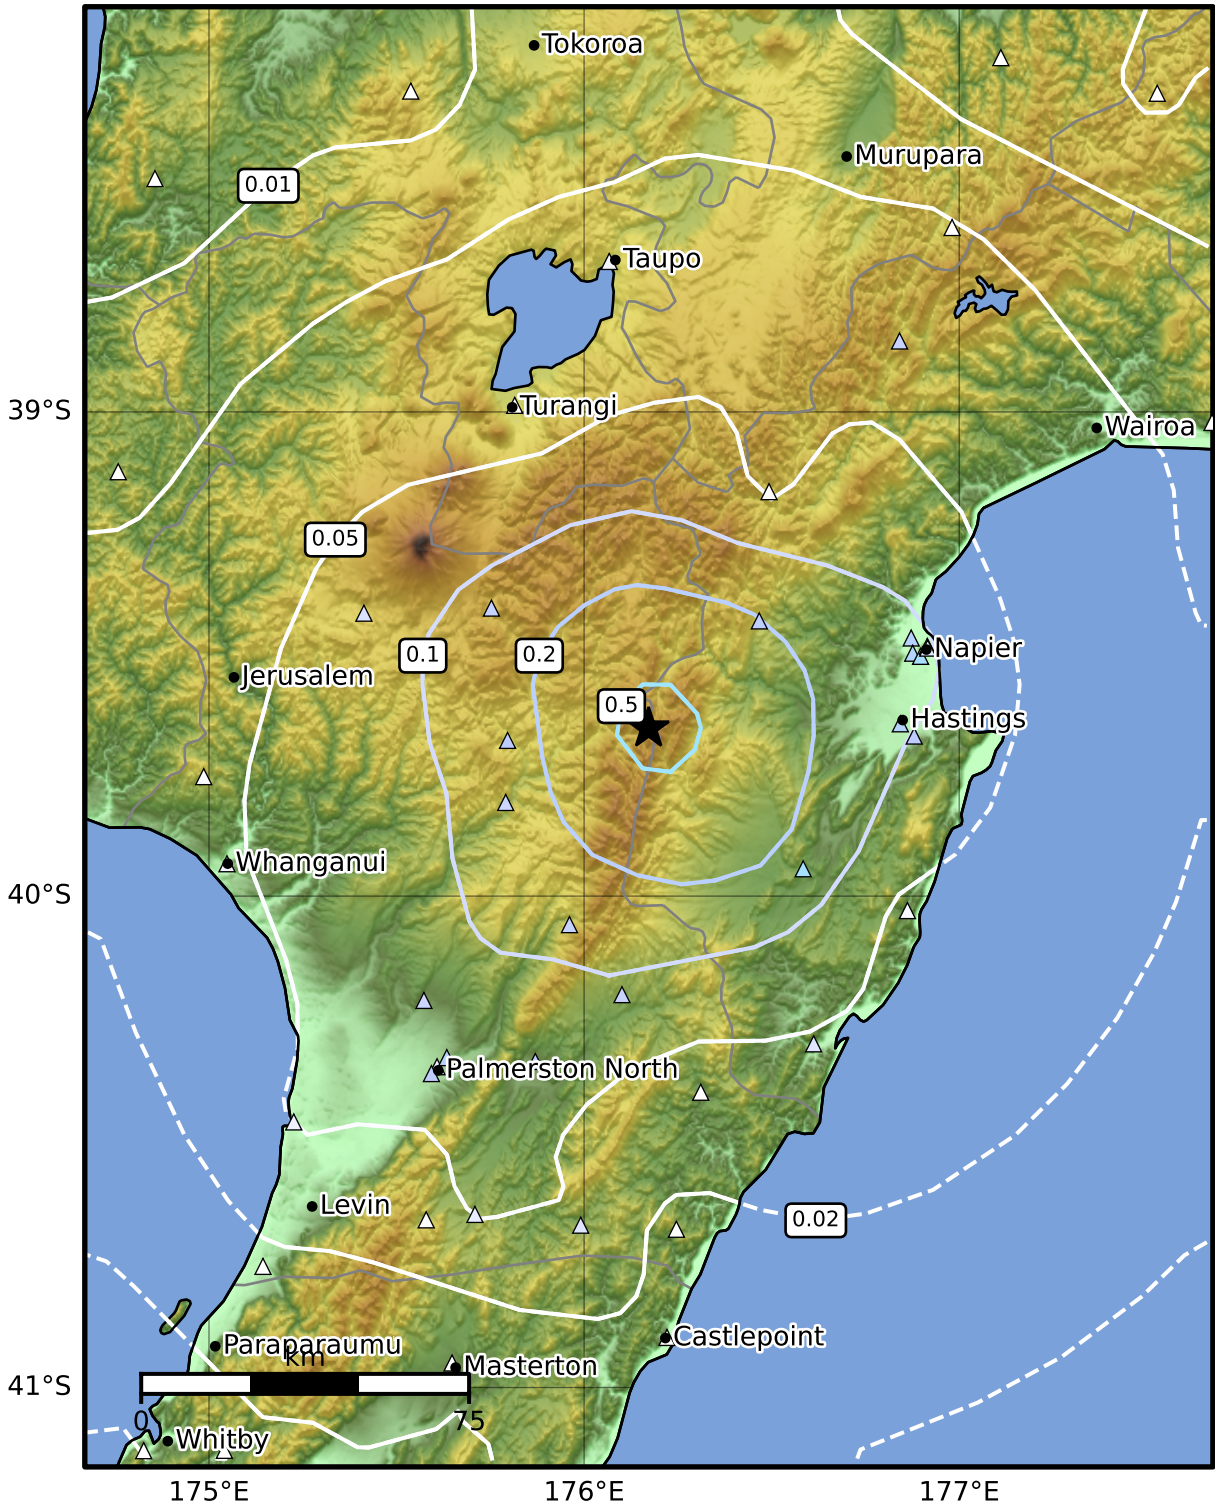 Tokoroa
Murupara
0.01
Taupo
39°S
Turangi
Wairoa
0.05
0.1
0.2
Napier
Jerusalem
0.5
Hastings
Whanganui
40°S
Palmerston North
Levin
0.02
Castlepoint
Paraparaumu
km
Masterton
41°S
0
75
Whitby
175°E
176°E
177°E